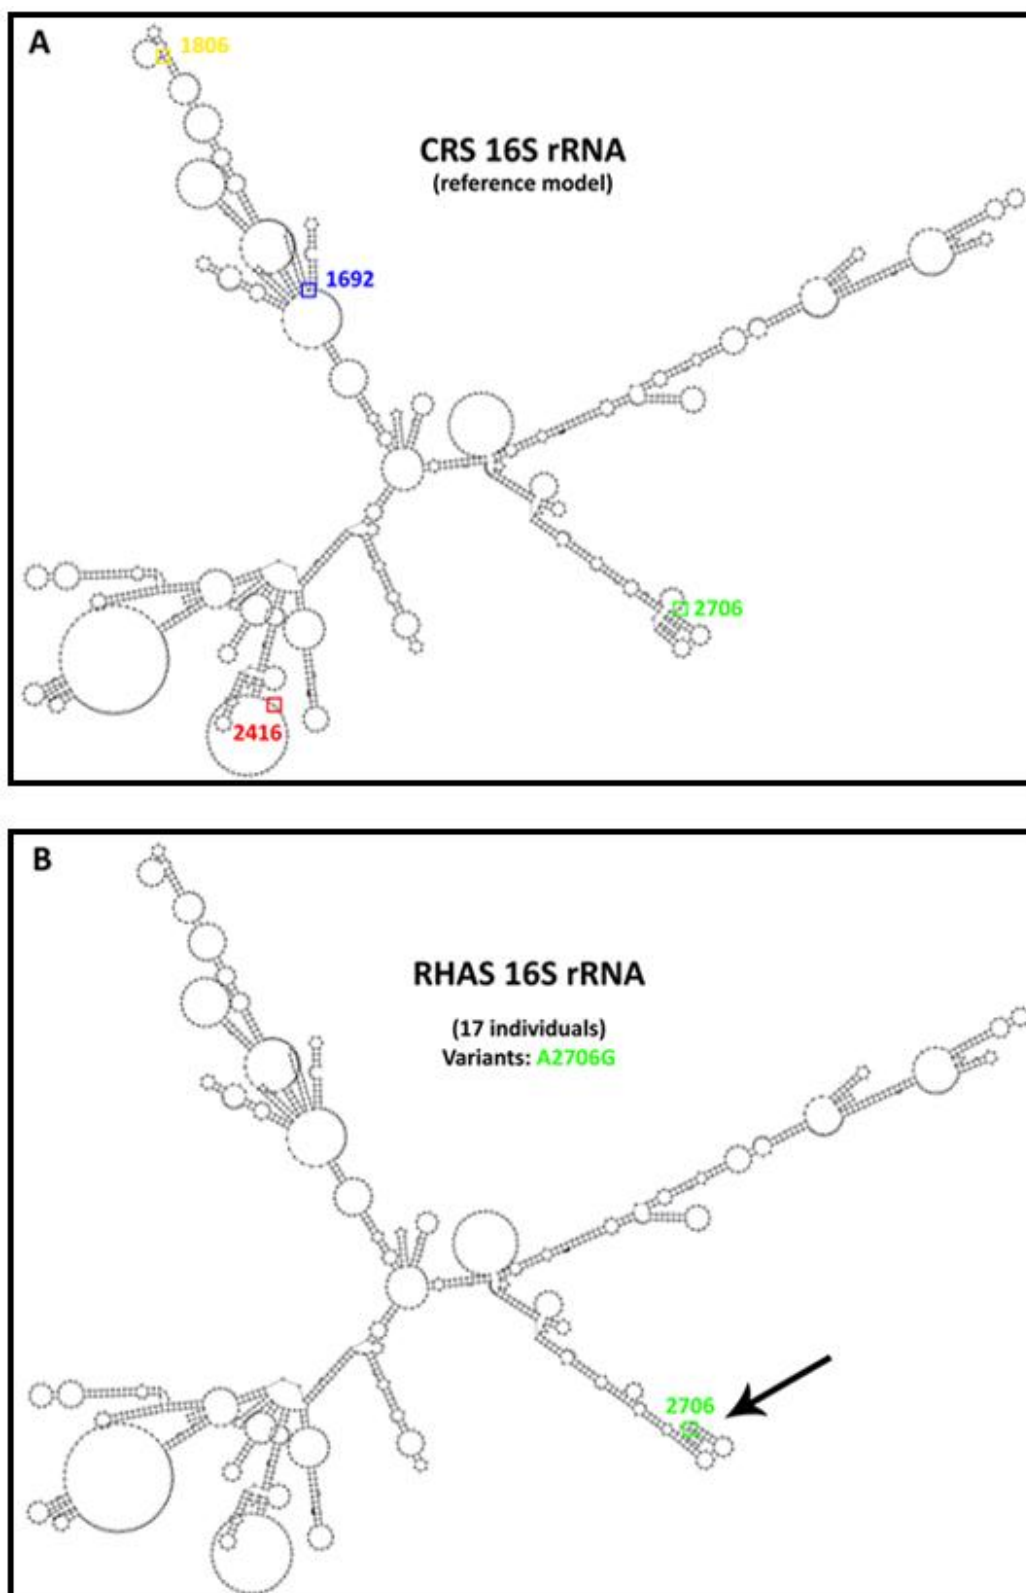 A
1806
CRS 16S rRNA
(reference model)
1692
2706
2416
B
RHAS 16S rRNA
(17 individuals)
Variants: A2706G
2706